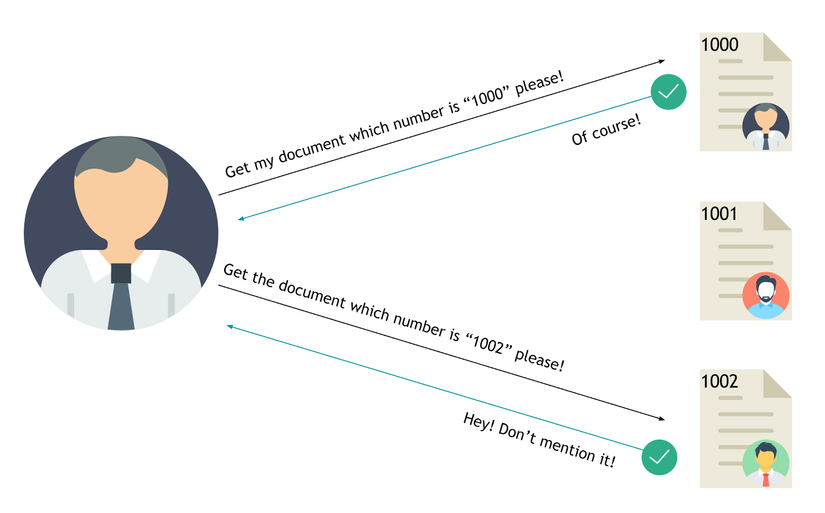 1000
Get my document which number is “1000” please!
Of course!
1001
Get the document which number is “1002” please!
1002
Hey! Don’t mention it!